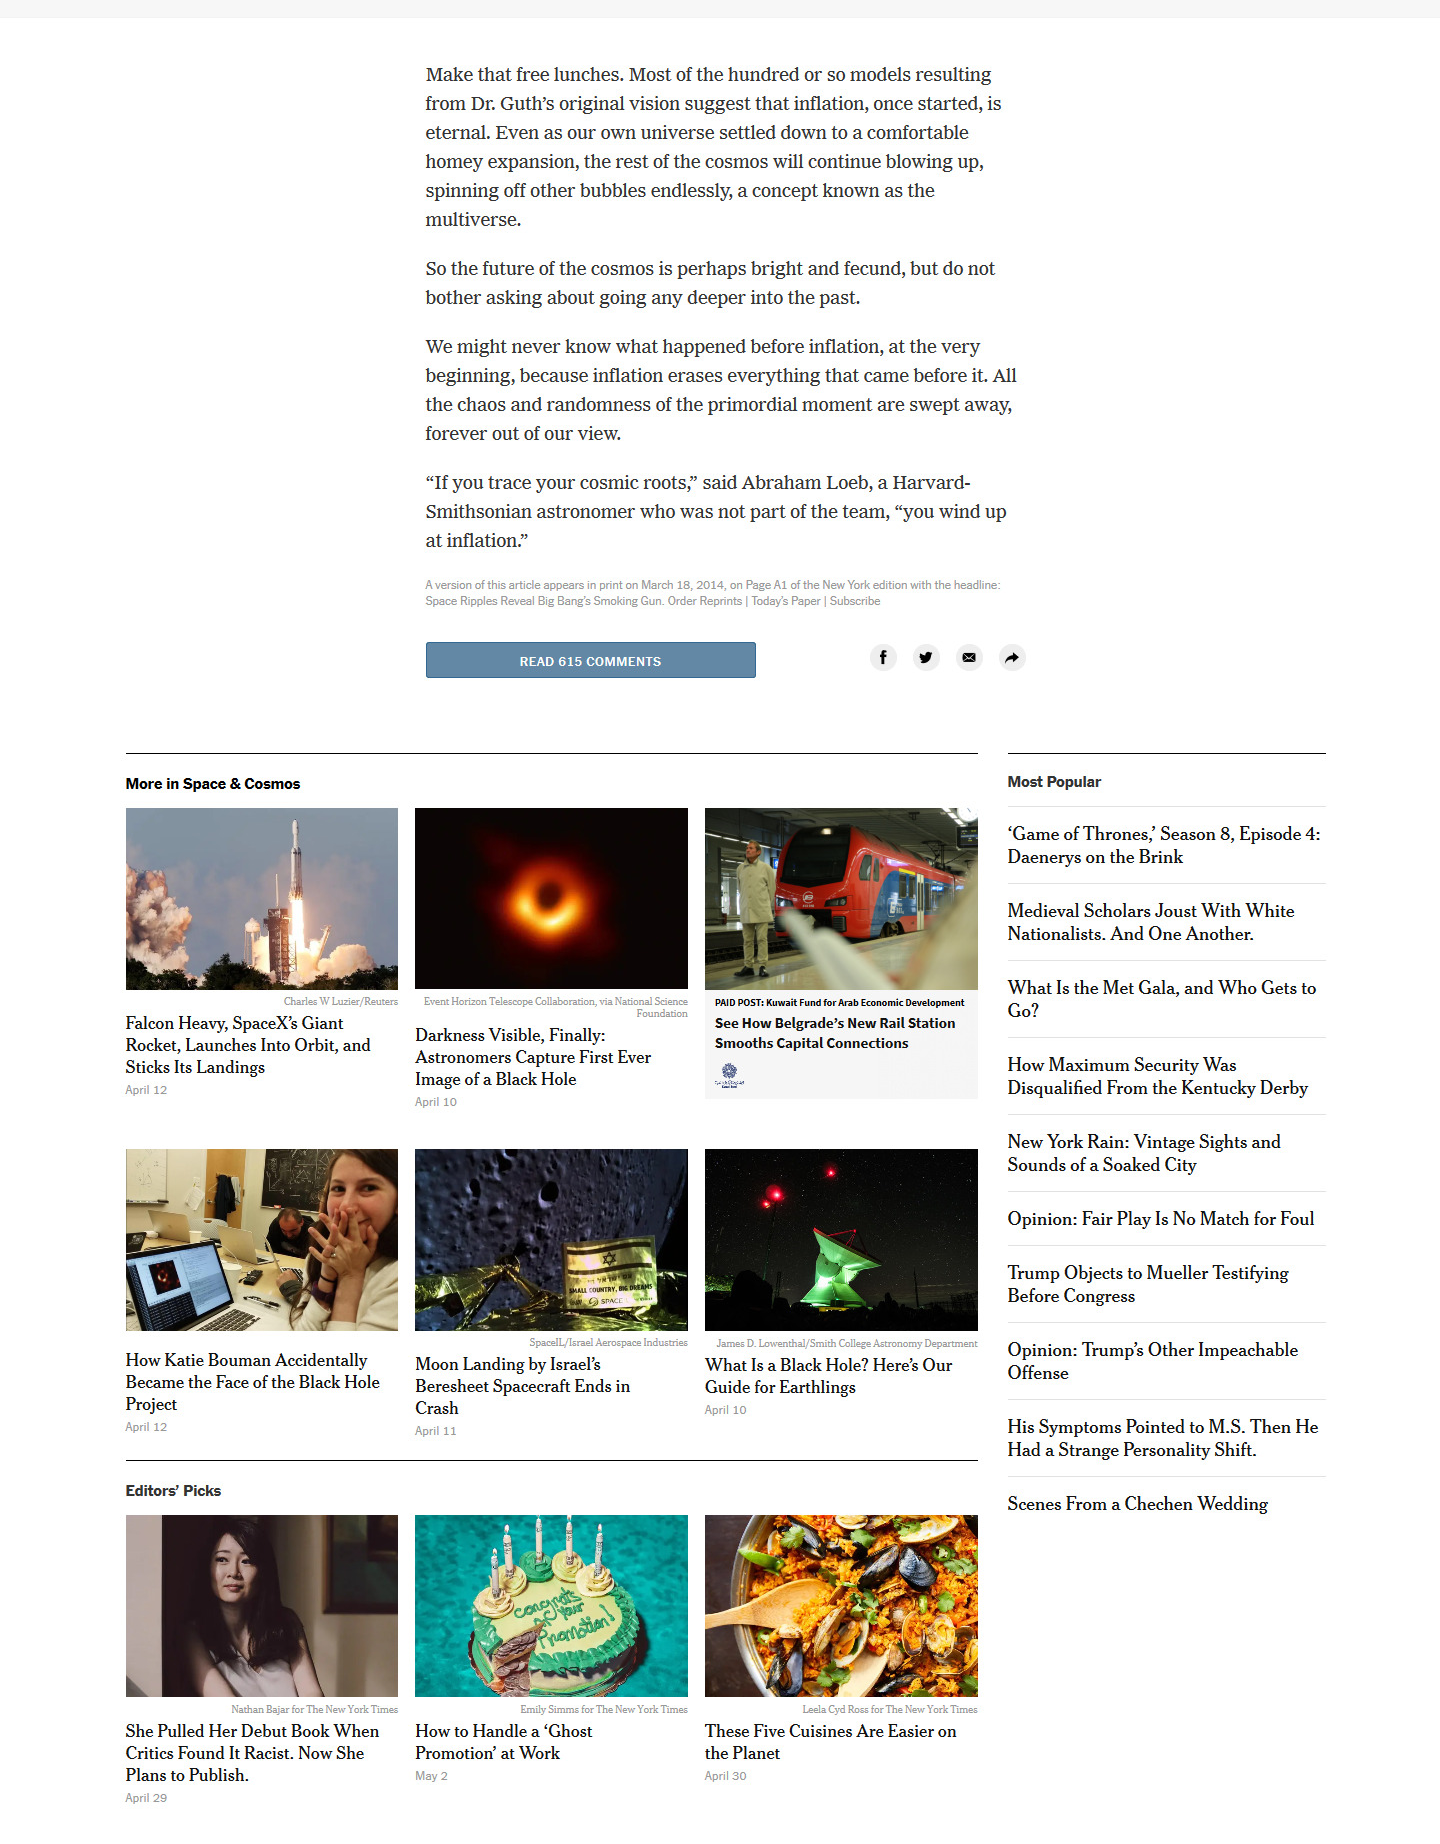 Make that free lunches. Most of the hundred or so models resulting
from Dr. Guth’s original vision suggest that inflation, once started, is
eternal. Even as our own universe settled down to a comfortable
homey expansion, the rest of the cosmos will continue blowing up,
spinning off other bubbles endlessly, a concept known as the
multiverse.
So the future of the cosmos is perhaps bright and fecund, but do not
bother asking about going any deeper into the past.
We might never know what happened before inflation, at the very
beginning, because inflation erases everything that came before it. All
the chaos and randomness of the primordial moment are swept away,
forever out of our view.
“If you trace your cosmic roots,” said Abraham Loeb, a Harvard-
Smithsonian astronomer who was not part of the team, “you wind up
at inflation.”
A version of this article appears in print on March 18, 2014, on Page A1 of the New York edition with the headline:
Space Ripples Reveal Big Bang’s Smoking Gun. Order Reprints | Today’s Paper | Subscribe
READ 615 COMMENTS
More in Space & Cosmos
Charles W Luzier/Reuters
Falcon Heavy, SpaceX’s Giant
Rocket, Launches Into Orbit, and
Sticks Its Landings
April 12
Event Horizon Telescope Collaboration, via National Science
Foundation
Darkness Visible, Finally:
Astronomers Capture First Ever
Image of a Black Hole
April 10
PAID POST: Kuwait Fund for Arab Economic Development
See How Belgrade’s New Rail Station
Smooths Capital Connections
How Katie Bouman Accidentally
Became the Face of the Black Hole
Project
April 12
SMALL COUNTRY, BIG DREAMS
SPACE
SpaceIL/Israel Aerospace Industries
Moon Landing by Israel’s
Beresheet Spacecraft Ends in
Crash
April 11
James D. Lowenthal/Smith College Astronomy Department
What Is a Black Hole? Here’s Our
Guide for Earthlings
April 10
Editors’ Picks
Nathan Bajar for The New York Times
She Pulled Her Debut Book When
Critics Found It Racist. Now She
Plans to Publish.
April 29
Congrats
on Your
Promotion!
Emily Simms for The New York Times
How to Handle a ‘Ghost
Promotion’ at Work
May 2
Leela Cyd Ross for The New York Times
These Five Cuisines Are Easier on
the Planet
April 30
Most Popular
‘Game of Thrones,’ Season 8, Episode 4:
Daenerys on the Brink
Medieval Scholars Joust With White
Nationalists. And One Another.
What Is the Met Gala, and Who Gets to
Go?
How Maximum Security Was
Disqualified From the Kentucky Derby
New York Rain: Vintage Sights and
Sounds of a Soaked City
Opinion: Fair Play Is No Match for Foul
Trump Objects to Mueller Testifying
Before Congress
Opinion: Trump’s Other Impeachable
Offense
His Symptoms Pointed to M.S. Then He
Had a Strange Personality Shift.
Scenes From a Chechen Wedding